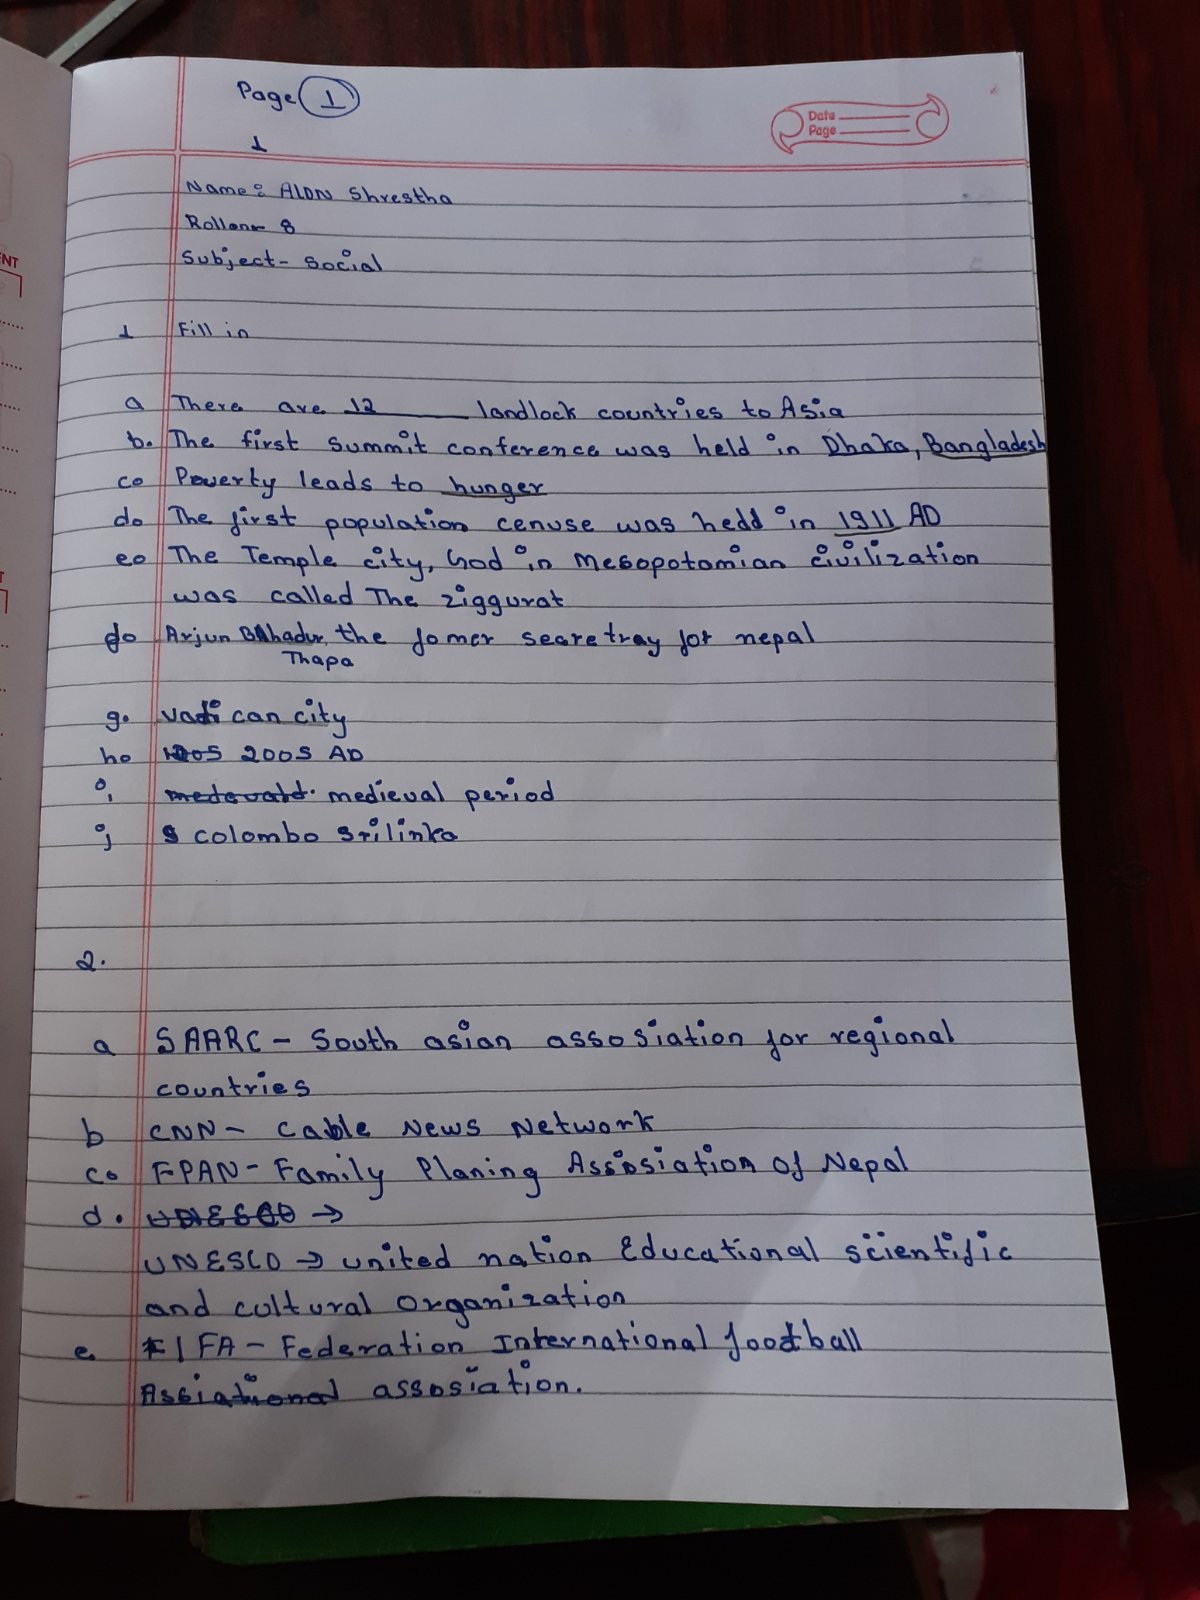 Page 1
1
Date
Page
Name: AlON Shrestha
Rollono 8
Subject- Social
1 Fill in
a There are 12 landlock countries to Asia
b. The first summit conference was held in Dhaka, Bangladesh
c. Poverty leads to hunger
d. The first population cenuse was hedd in 1911 AD
e. The Temple city, God in Mesopotomian civilization
was called The ziggurat
f. Arjun BAhadur the fomer searetray for nepal
Thapa
g. vadi can city
h. 2005 AD
i medieval period
j colombo srilinka
2.
a SAARC - South asian assosiation for regional
countries
b CNN - Cable News Network
c. FPAN - Family Planing Assosiation of Nepal
d. →
UNESCO → united nation Educational scientific
and cultural organization
e. FIFA - Federation International football
assosiation.
ENT
T